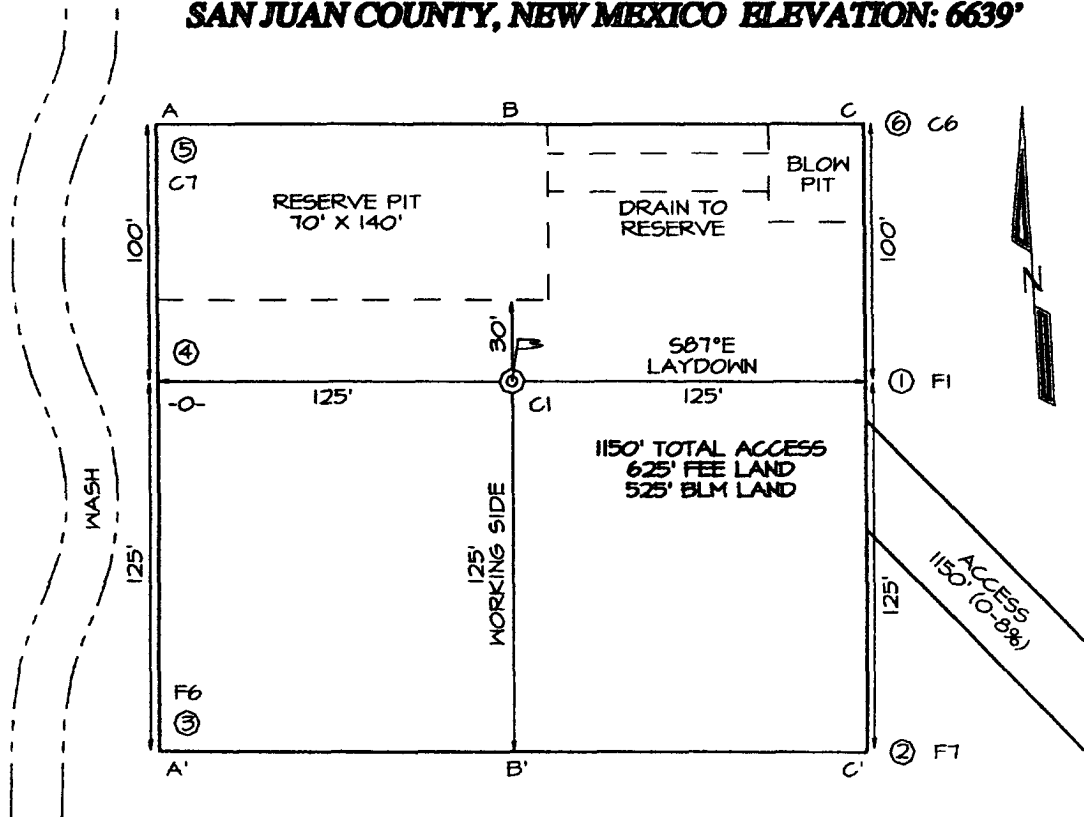 SAN JUAN COUNTY, NEW MEXICO ELEVATION: 6639'
A
B
C
6 C6
5
C7
BLOW
PIT
RESERVE PIT
70' X 140'
DRAIN TO
RESERVE
100'
100'
N
4
30'
S87°E
LAYDOWN
1 F1
-0-
125'
C1
125'
1150' TOTAL ACCESS
625' FEE LAND
525' BLM LAND
WASH
125'
125'
WORKING SIDE
125'
ACCESS
1150' (0-8%)
F6
3
2 F7
A'
B'
C'